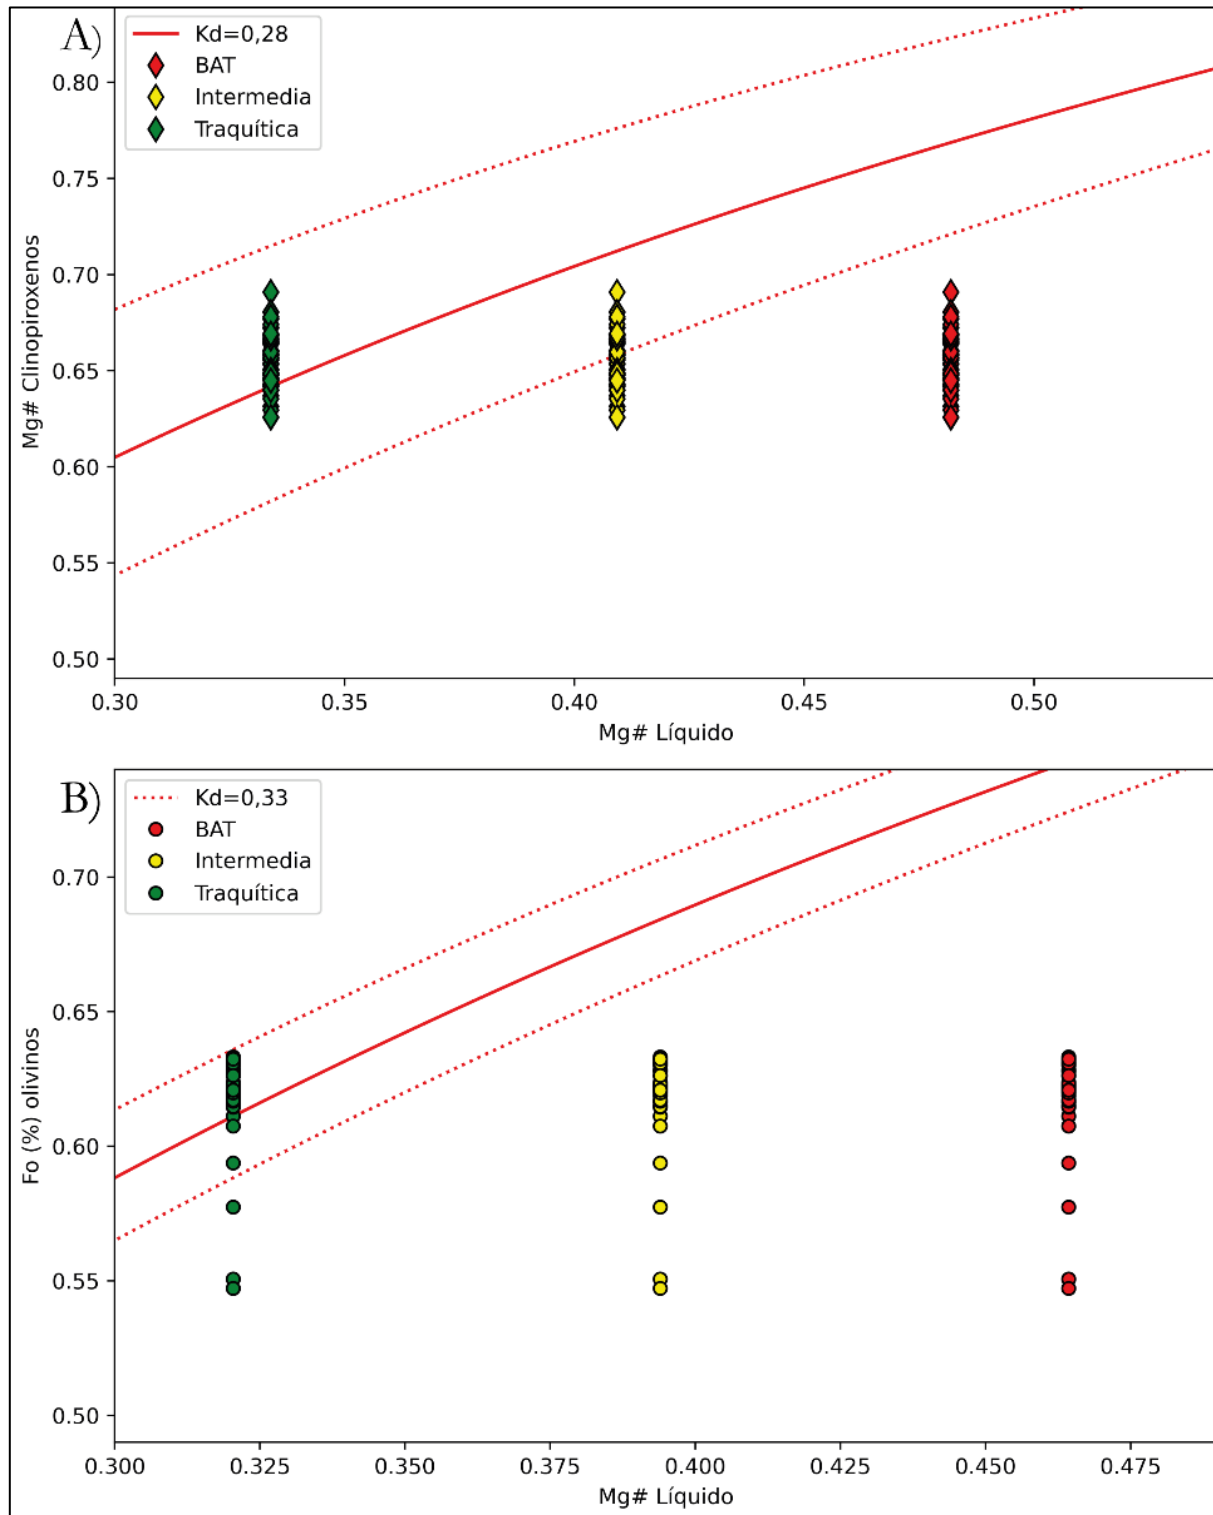 A)
Kd=0,28
BAT
Intermedia
Traquítica
0.80
0.75
0.70
0.65
0.60
0.55
0.50
Mg# Clinopiroxenos
0.30 0.35 0.40 0.45 0.50
Mg# Líquido
B)
Kd=0,33
BAT
Intermedia
Traquítica
0.70
0.65
0.60
0.55
0.50
Fo (%) olivinos
0.300 0.325 0.350 0.375 0.400 0.425 0.450 0.475
Mg# Líquido